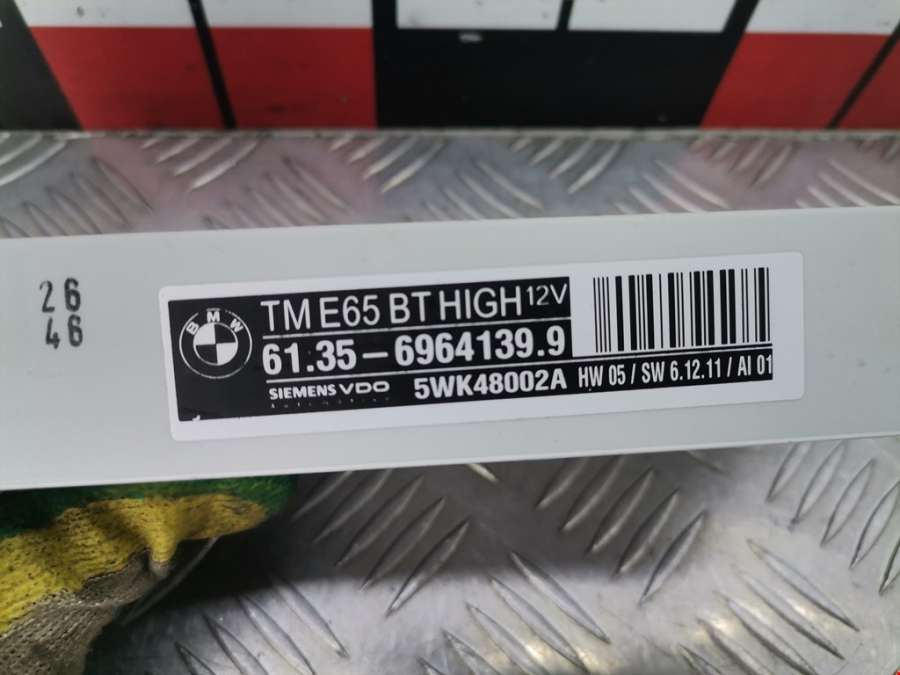 26
46
BMW
TM E65 BT HIGH 12V
61.35-6964139.9
SIEMENS VDO 5WK48002A
HW 05 / SW 6.12.11 / AI 01